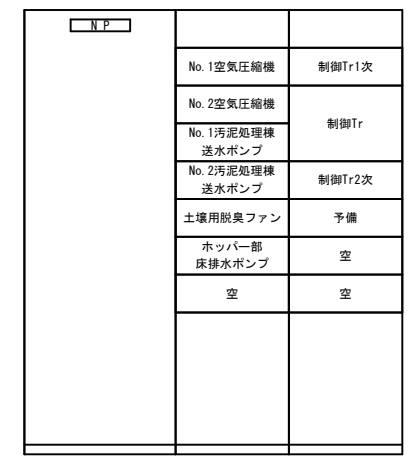 N P
No.1空気圧縮機
制御Tr1次
No.2空気圧縮機
制御Tr
No.1汚泥処理棟
送水ポンプ
No.2汚泥処理棟
送水ポンプ
制御Tr2次
土壌用脱臭ファン
予備
ホッパー部
床排水ポンプ
空
空
空